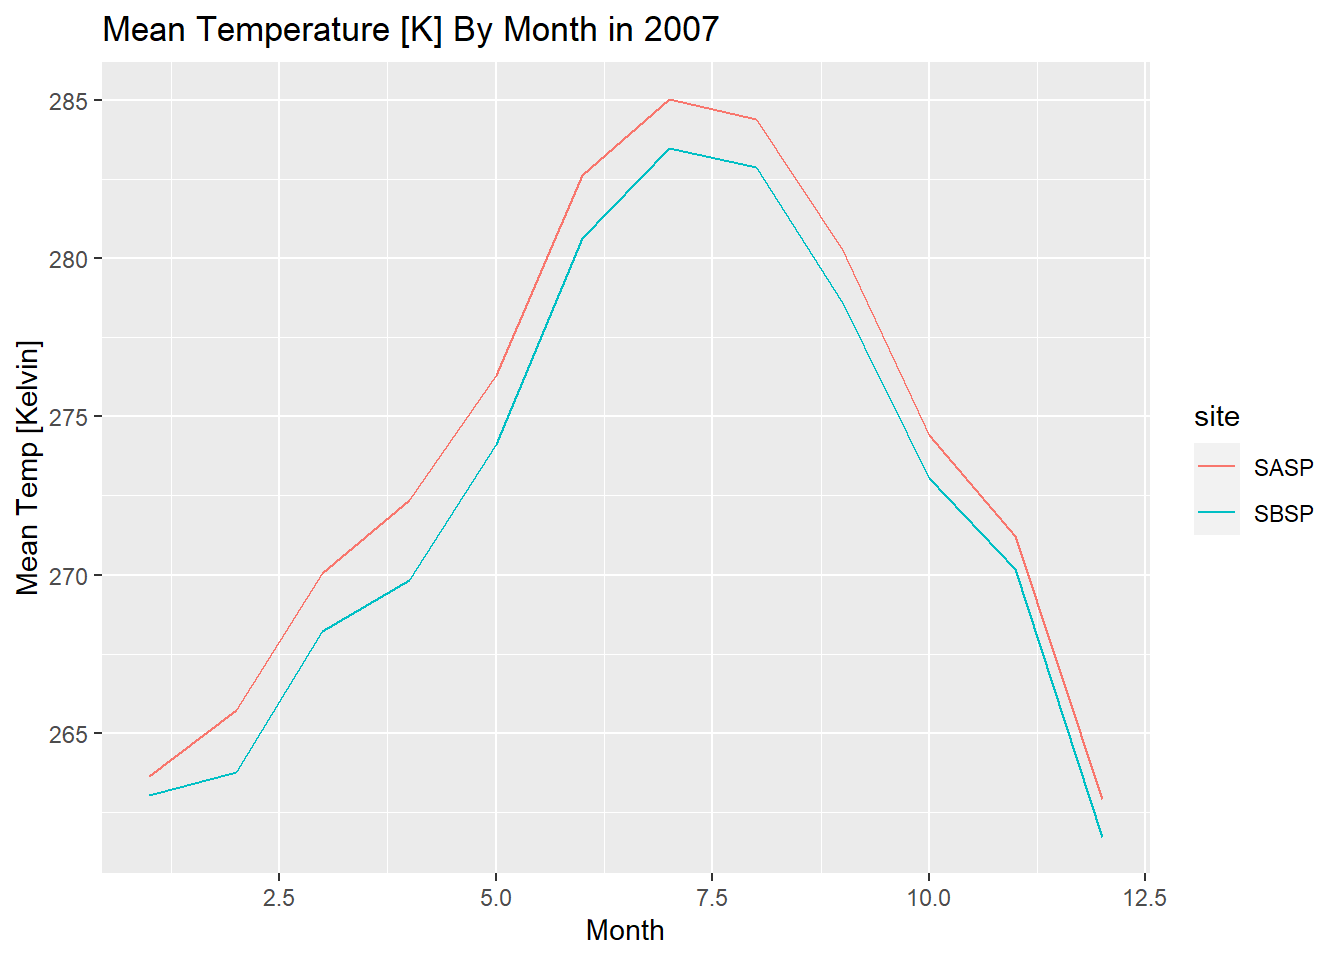 Mean Temperature [K] By Month in 2007
Mean Temp [Kelvin]
285
280
275
270
265
2.5 5.0 7.5 10.0 12.5
Month
site
SASP
SBSP